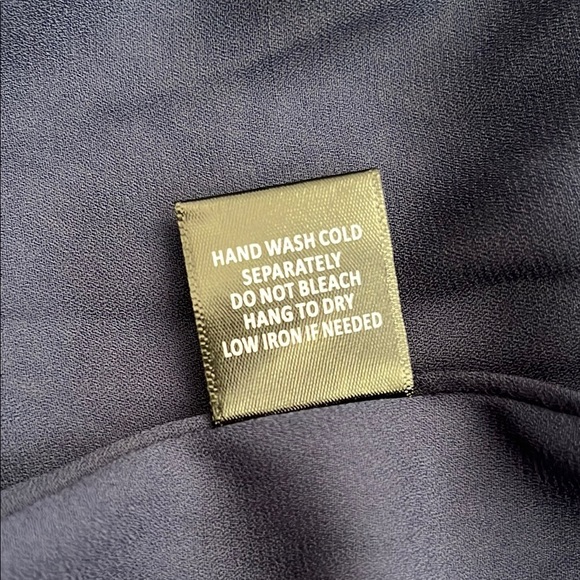 HAND WASH COLD
SEPARATELY
DO NOT BLEACH
HANG TO DRY
LOW IRON IF NEEDED